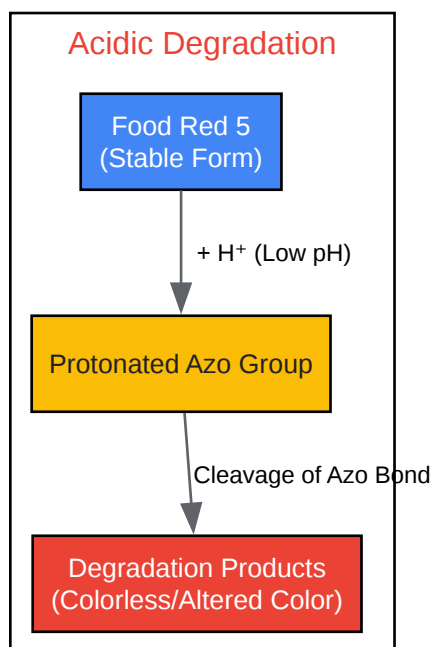 Acidic Degradation
Food Red 5
(Stable Form)
+ H⁺ (Low pH)
Protonated Azo Group
Cleavage of Azo Bond
Degradation Products
(Colorless/Altered Color)